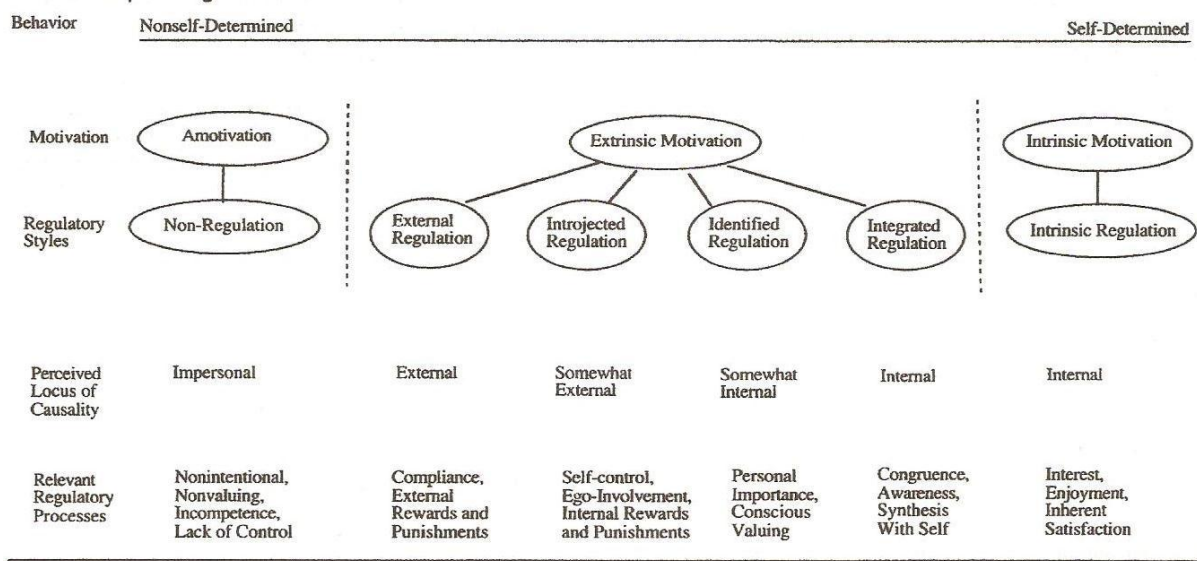 Behavior
Nonself-Determined
Self-Determined
Motivation
Amotivation
Extrinsic Motivation
Intrinsic Motivation
Regulatory
Styles
Non-Regulation
External
Regulation
Introjected
Regulation
Identified
Regulation
Integrated
Regulation
Intrinsic Regulation
Perceived
Locus of
Causality
Impersonal
External
Somewhat
External
Somewhat
Internal
Internal
Internal
Relevant
Regulatory
Processes
Nonintentional,
Nonvaluing,
Incompetence,
Lack of Control
Compliance,
External
Rewards and
Punishments
Self-control,
Ego-Involvement,
Internal Rewards
and Punishments
Personal
Importance,
Conscious
Valuing
Congruence,
Awareness,
Synthesis
With Self
Interest,
Enjoyment,
Inherent
Satisfaction